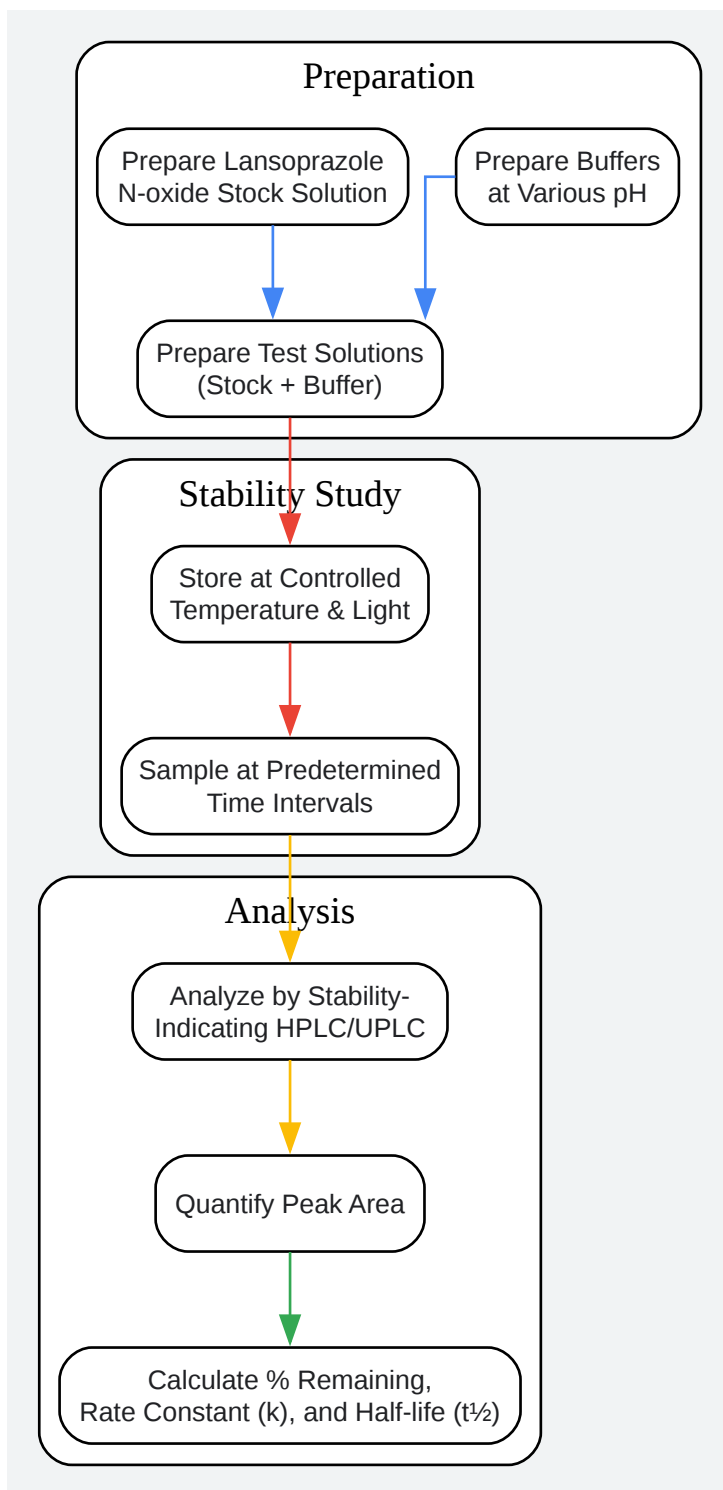 Preparation
Prepare Lansoprazole
N-oxide Stock Solution
Prepare Buffers
at Various pH
Prepare Test Solutions
(Stock + Buffer)
Stability Study
Store at Controlled
Temperature & Light
Sample at Predetermined
Time Intervals
Analysis
Analyze by Stability-
Indicating HPLC/UPLC
Quantify Peak Area
Calculate % Remaining,
Rate Constant (k), and Half-life (t½)